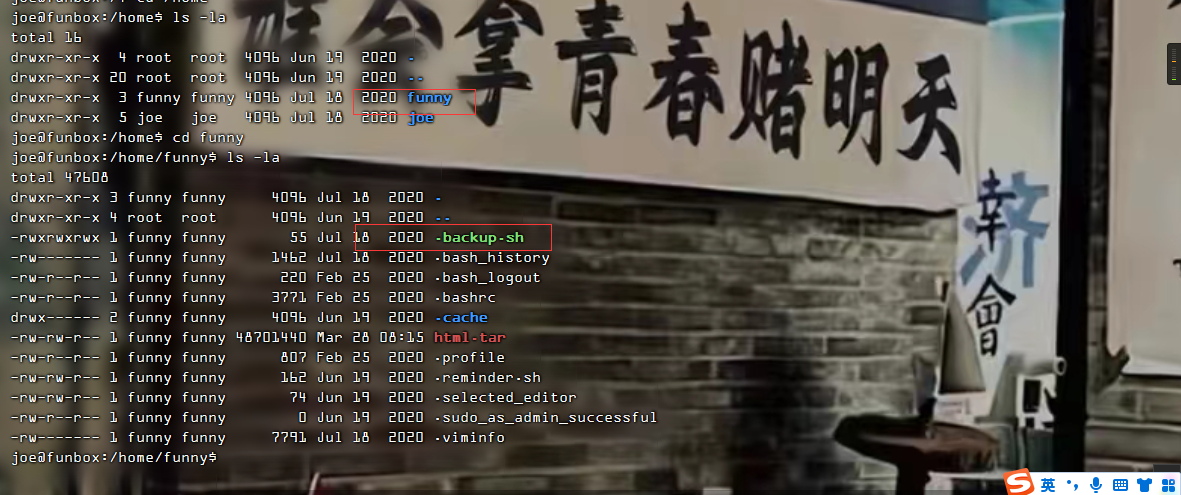 joe@funbox:/home$ ls -la
total 16
drwxr-xr-x 4 root root 4096 Jun 19 2020 .
drwxr-xr-x 20 root root 4096 Jun 19 2020 ..
drwxr-xr-x 3 funny funny 4096 Jul 18 2020 funny
drwxr-xr-x 5 joe joe 4096 Jul 18 2020 joe
joe@funbox:/home$ cd funny
joe@funbox:/home/funny$ ls -la
total 47608
drwxr-xr-x 3 funny funny 4096 Jul 18 2020 .
drwxr-xr-x 4 root root 4096 Jun 19 2020 ..
-rwxrwxrwx 1 funny funny 55 Jul 18 2020 .backup.sh
-rw------- 1 funny funny 1462 Jul 18 2020 .bash_history
-rw-r--r-- 1 funny funny 220 Feb 25 2020 .bash_logout
-rw-r--r-- 1 funny funny 3771 Feb 25 2020 .bashrc
drwx------ 2 funny funny 4096 Jun 19 2020 .cache
-rw-rw-r-- 1 funny funny 48701440 Mar 28 08:15 html.tar
-rw-r--r-- 1 funny funny 807 Feb 25 2020 .profile
-rw-rw-r-- 1 funny funny 162 Jun 19 2020 .reminder.sh
-rw-rw-r-- 1 funny funny 74 Jun 19 2020 .selected_editor
-rw-r--r-- 1 funny funny 0 Jun 19 2020 .sudo_as_admin_successful
-rw------- 1 funny funny 7791 Jul 18 2020 .viminfo
joe@funbox:/home/funny$
拿青春赌明天
幸會
S 英